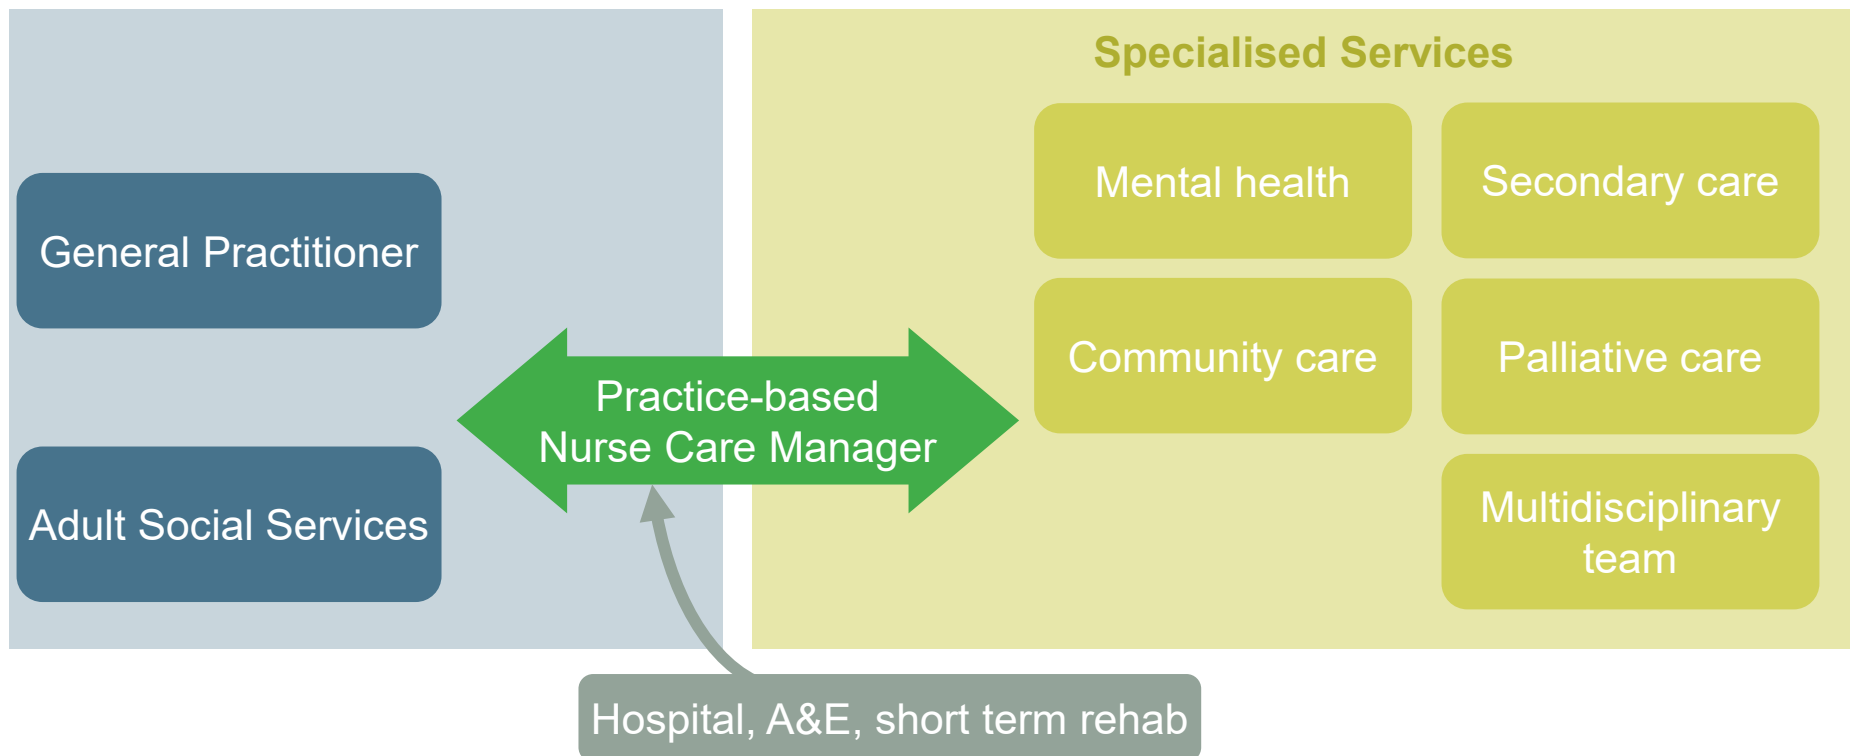 Specialised Services
General Practitioner
Adult Social Services
Practice-based
Nurse Care Manager
Mental health
Secondary care
Community care
Palliative care
Multidisciplinary
team
Hospital, A&E, short term rehab